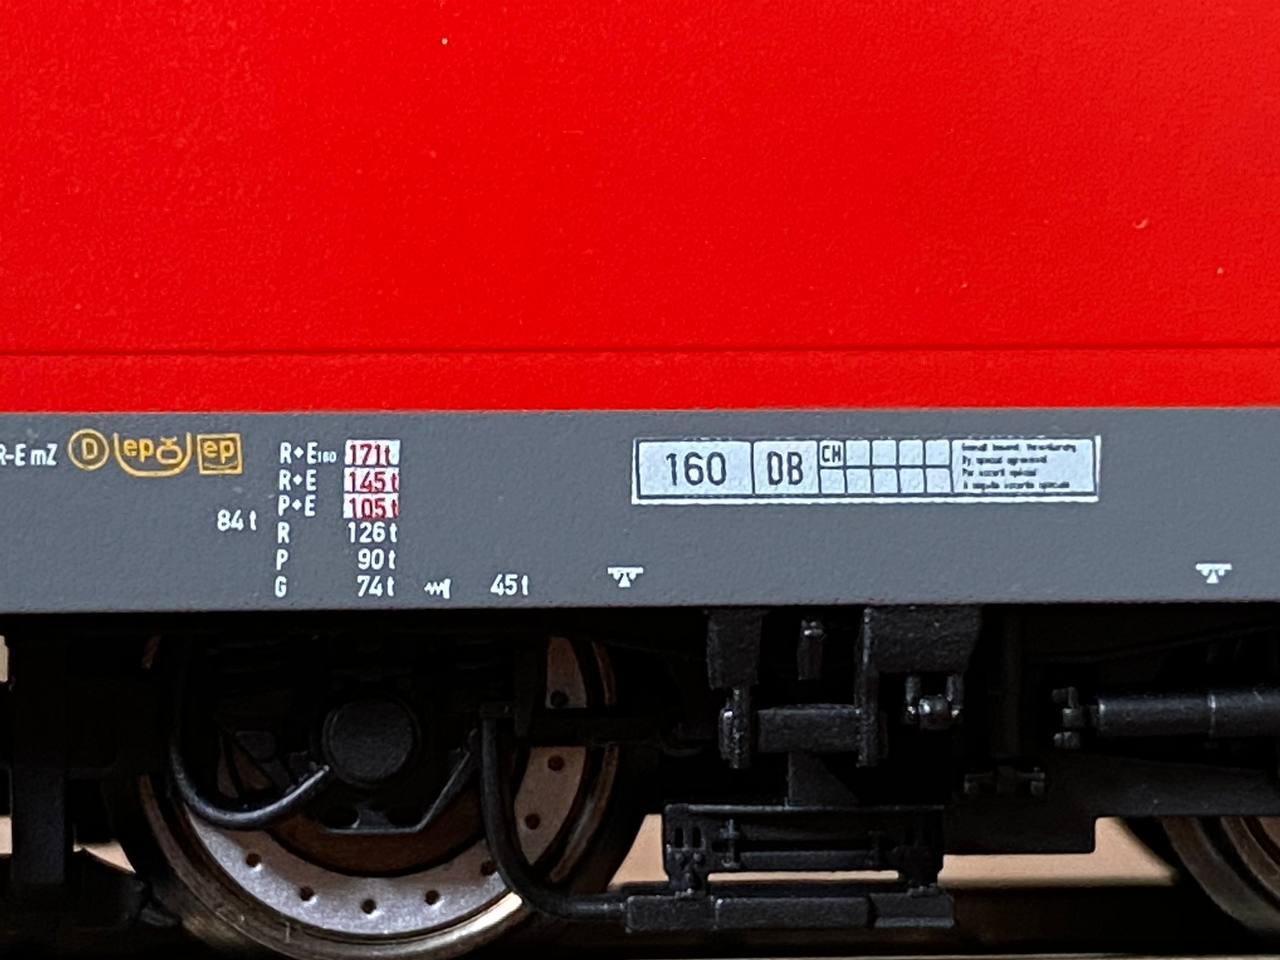 R-E mZ D ep ep
R+E160 171t
R+E 145t
P+E 105t
84t
R 126t
P 90t
G 74t 45t
160 DB CH